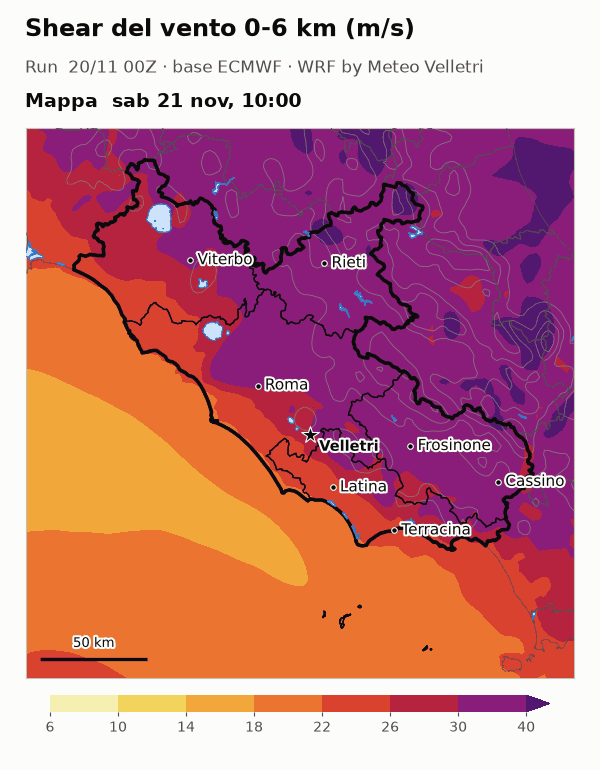 Shear del vento 0-6 km (m/s)
Run  20/11 00Z · base ECMWF · WRF by Meteo Velletri
Mappa  sab 21 nov, 10:00
Viterbo
Rieti
Roma
Velletri
Frosinone
Latina
Cassino
Terracina
50 km
6 10 14 18 22 26 30 40